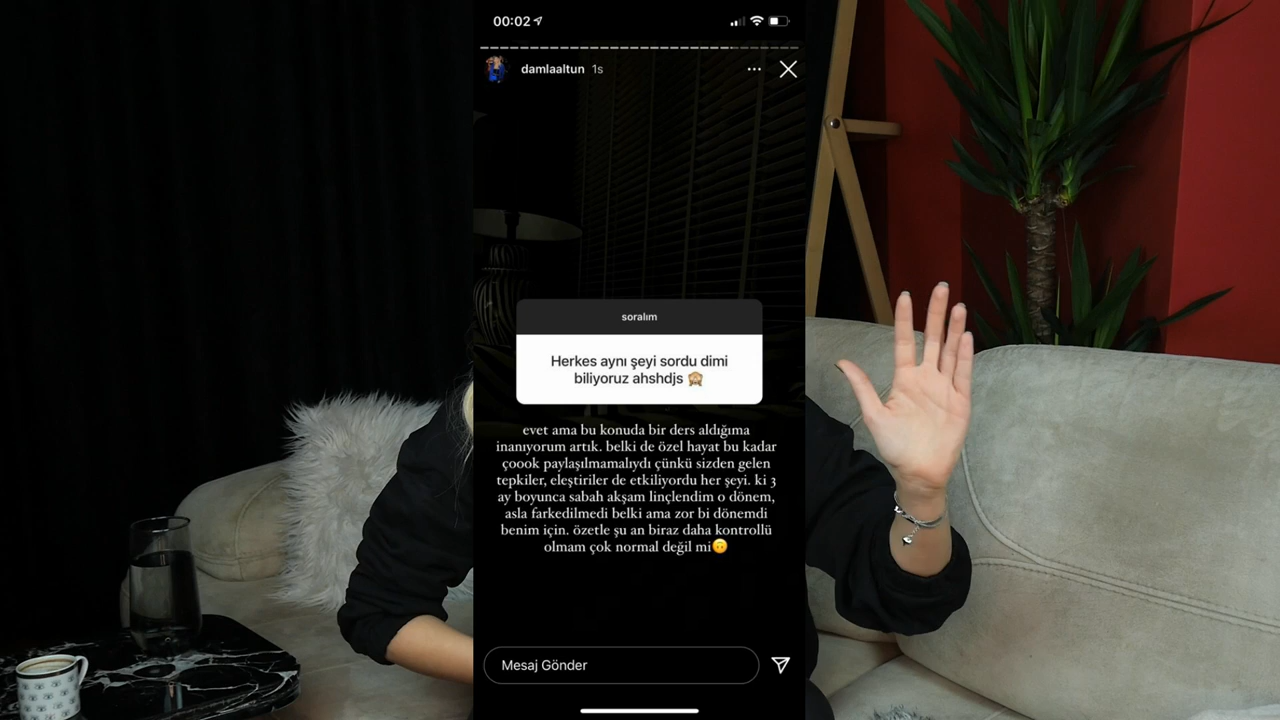 00:02
damlaaltun 1s
soralım
Herkes aynı şeyi sordu dimi
biliyoruz ahshdjs 🙈
evet ama bu konuda bir ders aldığıma
inanıyorum artık. belki de özel hayat bu kadar
çoook paylaşılmamalıydı çünkü sizden gelen
tepkiler, eleştiriler de etkiliyordu her şeyi. ki 3
ay boyunca sabah akşam linçlendim o dönem,
asla farkedilmedi belki ama zor bi dönemdi
benim için. özetle şu an biraz daha kontrollü
olmam çok normal değil mi🙃
Mesaj Gönder